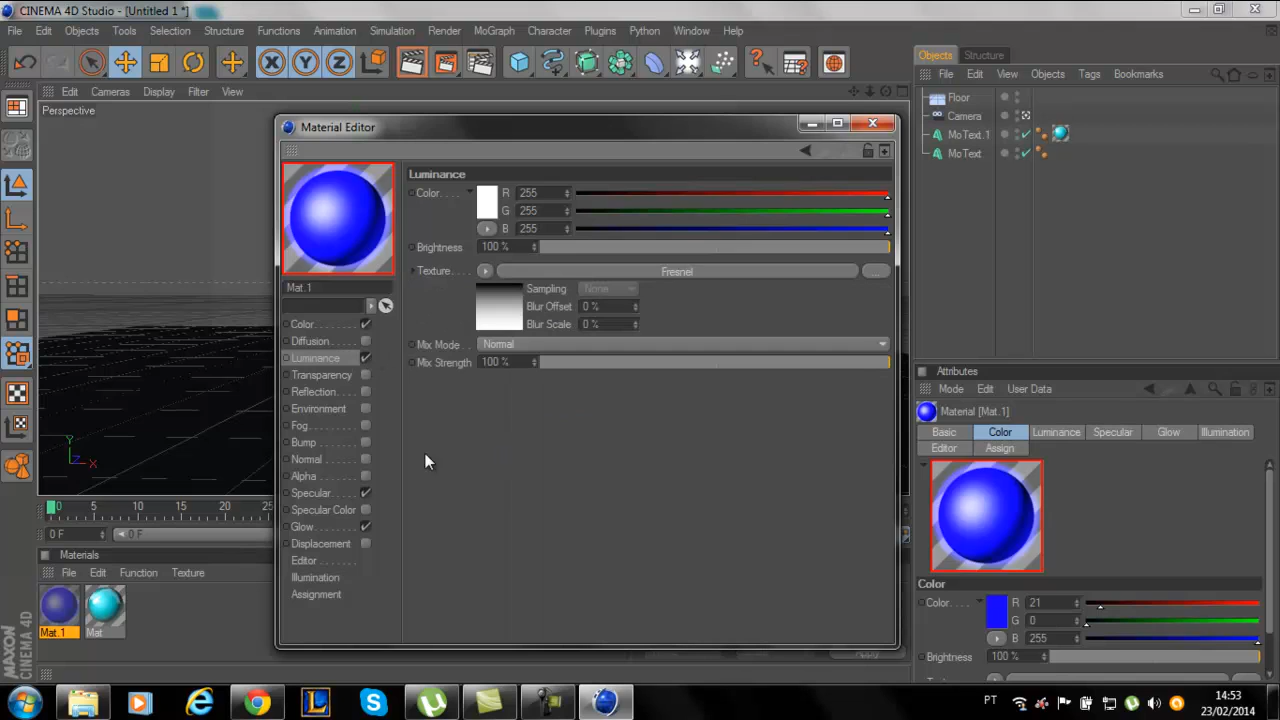 CINEMA 4D Studio - [Untitled 1 *]
File Edit Objects Tools Selection Structure Functions Animation Simulation Render MoGraph Character Plugins Python Window Help
Objects Structure
File Edit View Objects Tags Bookmarks
Edit Cameras Display Filter View
Perspective
Floor
Camera
MoText.1
MoText
Material Editor
Luminance
Color.... R 255
G 255
B 255
Brightness 100 %
Texture.... Fresnel ...
Sampling None
Blur Offset 0 %
Blur Scale 0 %
Mix Mode.. Normal
Mix Strength 100 %
Mat.1
Color
Diffusion
Luminance
Transparency
Reflection
Environment
Fog
Bump
Normal
Alpha
Specular
Specular Color
Glow
Displacement
Editor
Illumination
Assignment
Y
Z X
0 5 10 15 20 25
0 F 0 F
Materials
File Edit Function Texture
Mat.1 Mat
Apply
MAXON
CINEMA 4D
Attributes
Mode Edit User Data
Material [Mat.1]
Basic Color Luminance Specular Glow Illumination
Editor Assign
Color
Color.... R 21
G 0
B 255
Brightness 100 %
PT 14:53
23/02/2014